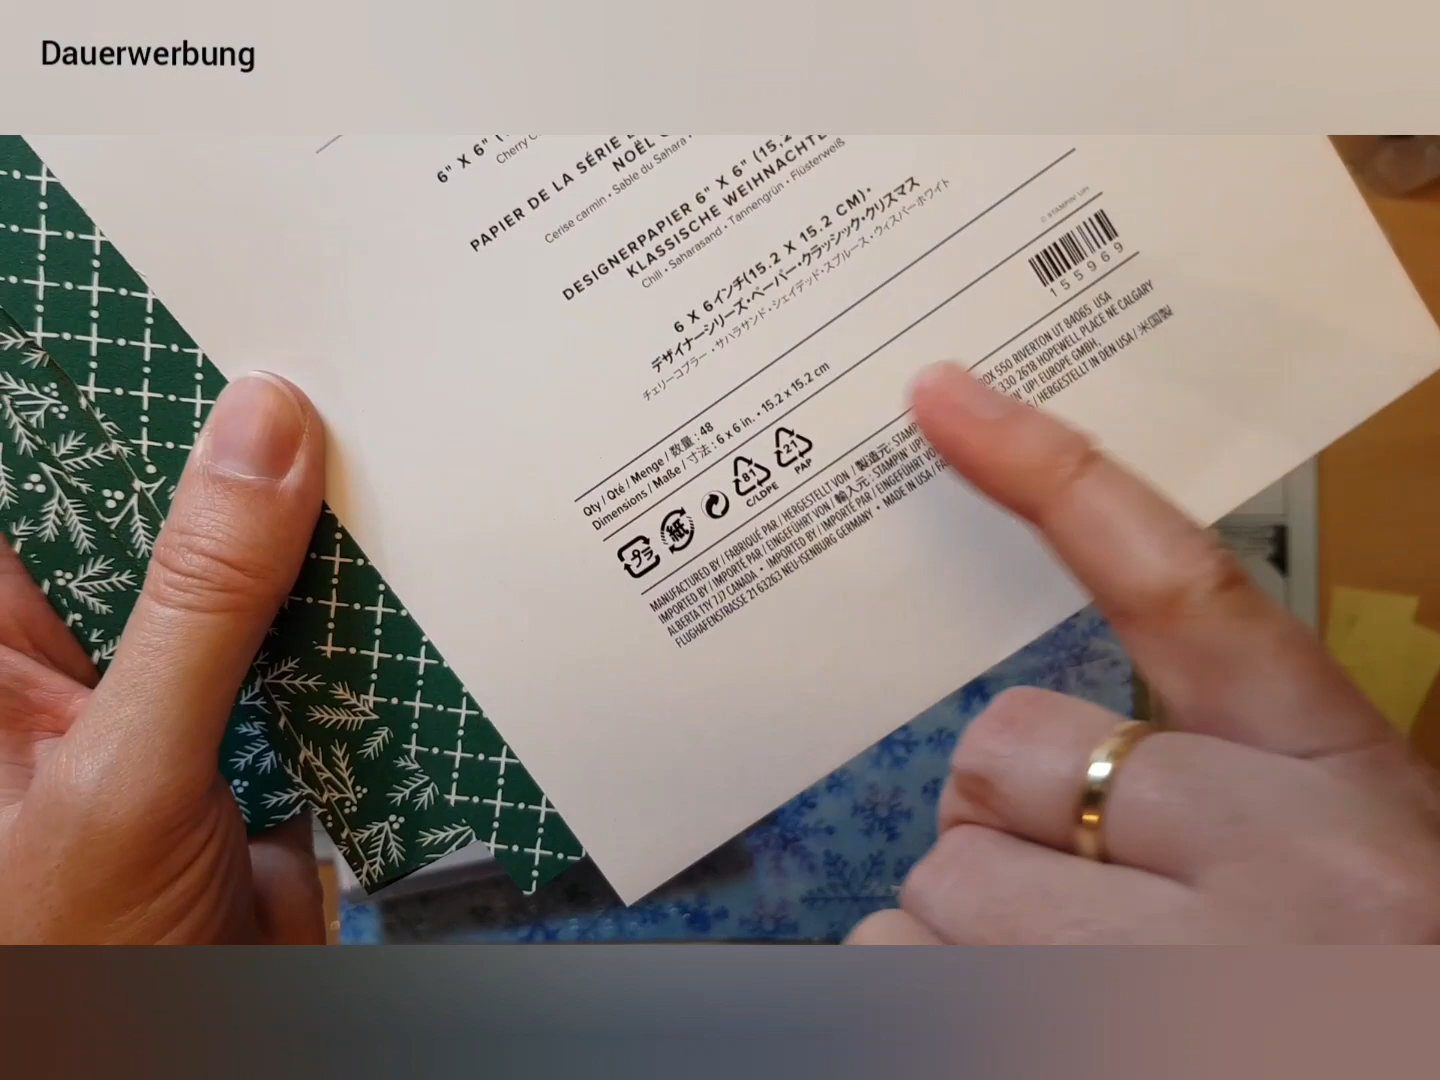 Dauerwerbung
6" X 6"
Cherry
PAPIER DE LA SÉRIE
NOËL
Cerise carmin • Sable du Sahara
DESIGNERPAPIER 6" X 6" (15,2
KLASSISCHE WEIHNACHTE
Chili • Saharasand • Tannengrün • Flüsterweiß
6 X 6インチ(15.2 X 15.2 CM)・
デザイナーシリーズ・ペーパー・クラッシック・クリスマス
チェリーコブラー・サハラサンド・シェイデッド・スプルース・ウィスパーホワイト
© STAMPIN' UP!
155969
Qty / Qté / Menge / 数量 : 48
Dimensions / Maße / 寸法 : 6 x 6 in. • 15.2 x 15.2 cm
プラ
紙
81
C/LDPE
21
PAP
MANUFACTURED BY / FABRIQUÉ PAR / HERGESTELLT VON / 製造元: STAMP BOX 550 RIVERTON UT 84065 USA
IMPORTED BY / IMPORTÉ PAR / EINGEFÜHRT VON / 輸入元 : STAMPIN' UP! 330 2618 HOPEWELL PLACE NE CALGARY
ALBERTA T1Y 7J7 CANADA • IMPORTED BY / IMPORTÉ PAR / EINGEFÜHRT VO UP! EUROPE GMBH,
FLUGHAFENSTRASSE 21 63263 NEU-ISENBURG GERMANY • MADE IN USA / HERGESTELLT IN DEN USA / 米国製